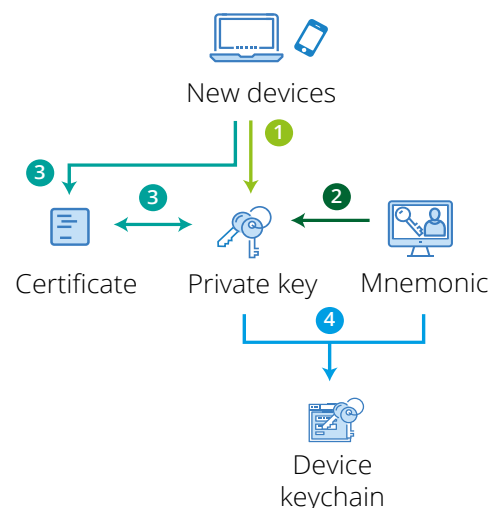 New devices
1
3
3
2
Certificate
Private key
Mnemonic
4
Device
keychain